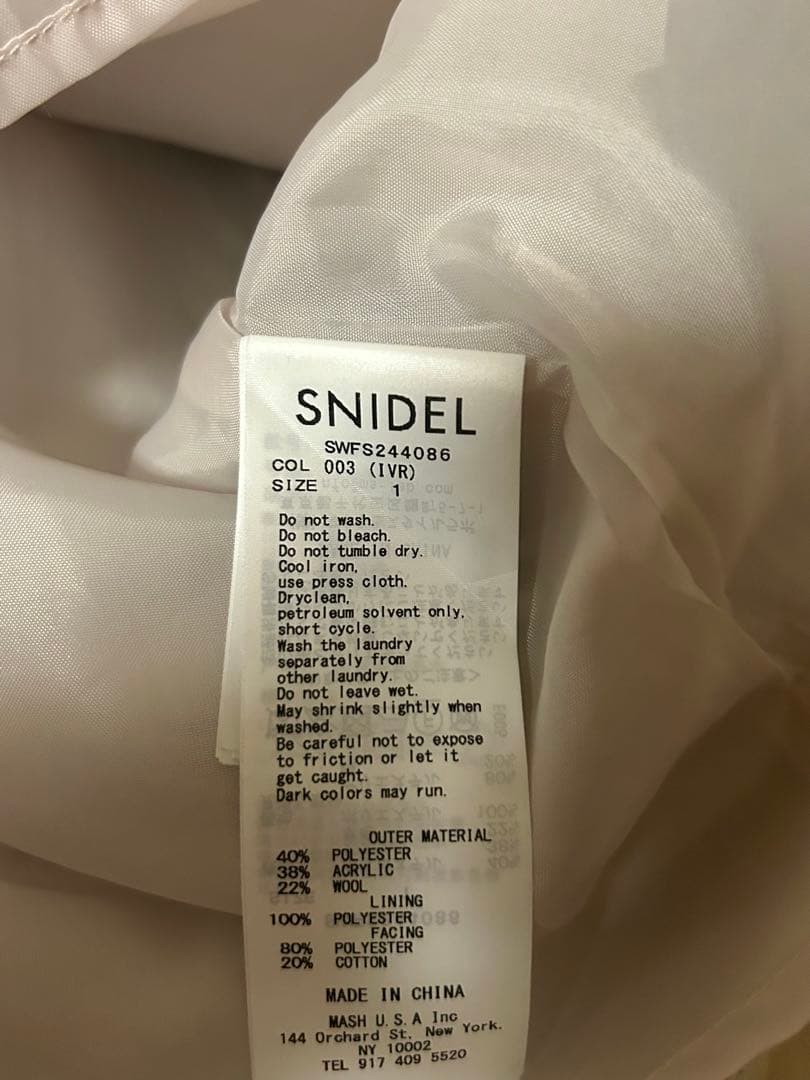 SNIDEL
SWFS244086
COL 003 (IVR)
SIZE 1
Do not wash.
Do not bleach.
Do not tumble dry.
Cool iron,
use press cloth.
Dryclean,
petroleum solvent only,
short cycle.
Wash the laundry
separately from
other laundry.
Do not leave wet.
May shrink slightly when
washed.
Be careful not to expose
to friction or let it
get caught.
Dark colors may run.
OUTER MATERIAL
40% POLYESTER
38% ACRYLIC
22% WOOL
LINING
100% POLYESTER
FACING
80% POLYESTER
20% COTTON
MADE IN CHINA
MASH U.S.A Inc
144 Orchard St, New York.
NY 10002
TEL 917 409 5520